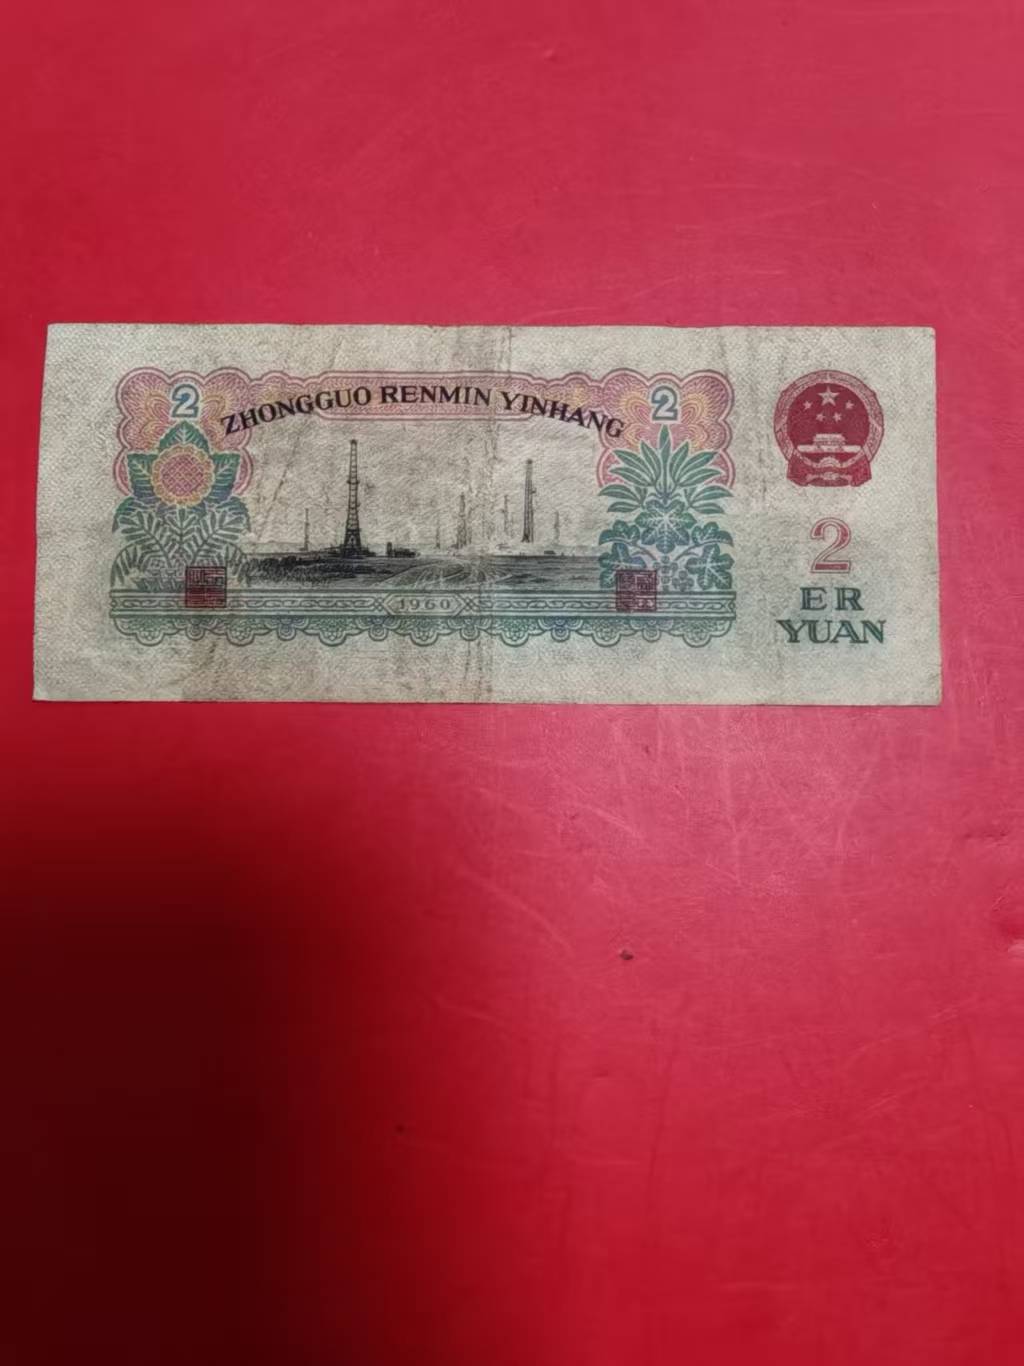 2
2
ZHONGGUO RENMIN YINHANG
1960
2
ER
YUAN